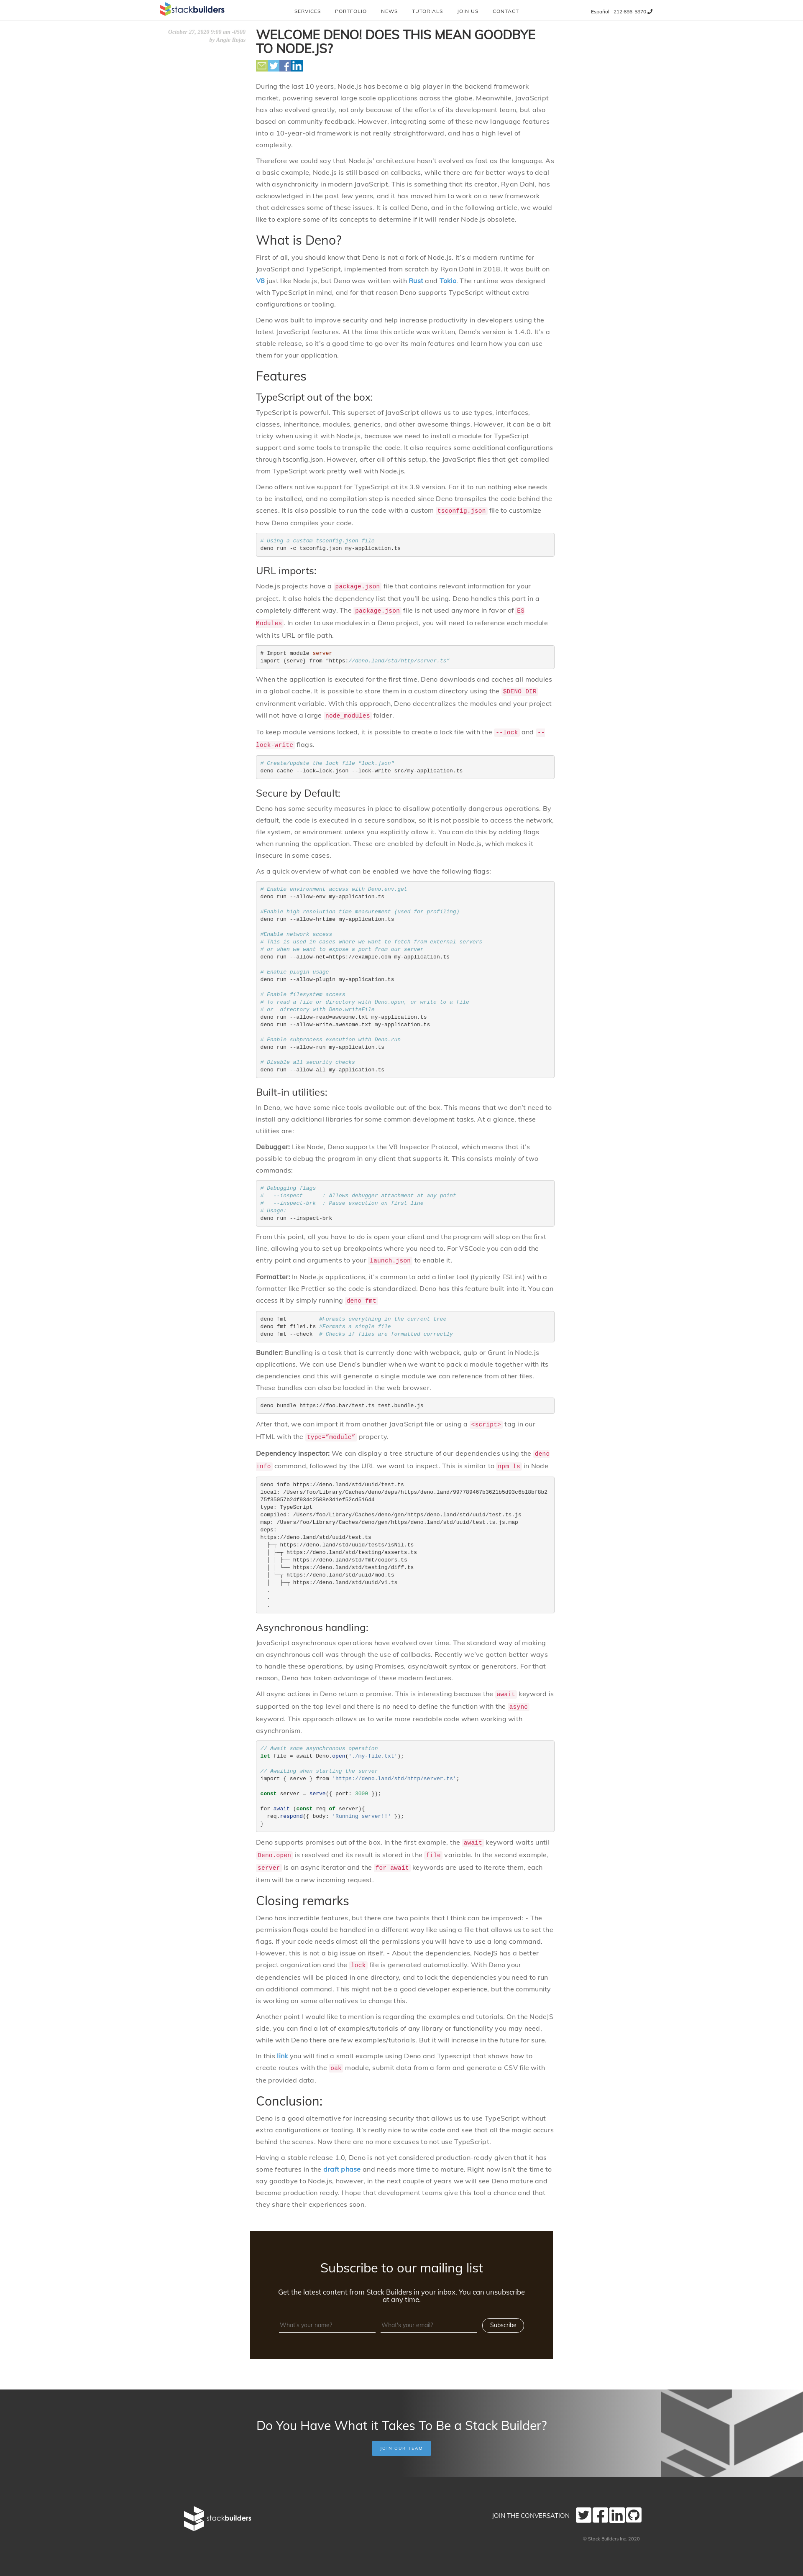 stackbuilders
SERVICES PORTFOLIO NEWS TUTORIALS JOIN US CONTACT
Español 212 686-5870
October 27, 2020 9:00 am -0500
by Angie Rojas
WELCOME DENO! DOES THIS MEAN GOODBYE
TO NODE.JS?
During the last 10 years, Node.js has become a big player in the backend framework
market, powering several large scale applications across the globe. Meanwhile, JavaScript
has also evolved greatly, not only because of the efforts of its development team, but also
based on community feedback. However, integrating some of these new language features
into a 10-year-old framework is not really straightforward, and has a high level of
complexity.
Therefore we could say that Node.js' architecture hasn't evolved as fast as the language. As
a basic example, Node.js is still based on callbacks, while there are far better ways to deal
with asynchronicity in modern JavaScript. This is something that its creator, Ryan Dahl, has
acknowledged in the past few years, and it has moved him to work on a new framework
that addresses some of these issues. It is called Deno, and in the following article, we would
like to explore some of its concepts to determine if it will render Node.js obsolete.
What is Deno?
First of all, you should know that Deno is not a fork of Node.js. It's a modern runtime for
JavaScript and TypeScript, implemented from scratch by Ryan Dahl in 2018. It was built on
V8 just like Node.js, but Deno was written with Rust and Tokio. The runtime was designed
with TypeScript in mind, and for that reason Deno supports TypeScript without extra
configurations or tooling.
Deno was built to improve security and help increase productivity in developers using the
latest JavaScript features. At the time this article was written, Deno's version is 1.4.0. It's a
stable release, so it's a good time to go over its main features and learn how you can use
them for your application.
Features
TypeScript out of the box:
TypeScript is powerful. This superset of JavaScript allows us to use types, interfaces,
classes, inheritance, modules, generics, and other awesome things. However, it can be a bit
tricky when using it with Node.js, because we need to install a module for TypeScript
support and some tools to transpile the code. It also requires some additional configurations
through tsconfig.json. However, after all of this setup, the JavaScript files that get compiled
from TypeScript work pretty well with Node.js.
Deno offers native support for TypeScript at its 3.9 version. For it to run nothing else needs
to be installed, and no compilation step is needed since Deno transpiles the code behind the
scenes. It is also possible to run the code with a custom tsconfig.json file to customize
how Deno compiles your code.
# Using a custom tsconfig.json file
deno run -c tsconfig.json my-application.ts
URL imports:
Node.js projects have a package.json file that contains relevant information for your
project. It also holds the dependency list that you'll be using. Deno handles this part in a
completely different way. The package.json file is not used anymore in favor of ES
Modules. In order to use modules in a Deno project, you will need to reference each module
with its URL or file path.
# Import module server
import {serve} from "https://deno.land/std/http/server.ts"
When the application is executed for the first time, Deno downloads and caches all modules
in a global cache. It is possible to store them in a custom directory using the $DENO_DIR
environment variable. With this approach, Deno decentralizes the modules and your project
will not have a large node_modules folder.
To keep module versions locked, it is possible to create a lock file with the --lock and --
lock-write flags.
# Create/update the lock file "lock.json"
deno cache --lock=lock.json --lock-write src/my-application.ts
Secure by Default:
Deno has some security measures in place to disallow potentially dangerous operations. By
default, the code is executed in a secure sandbox, so it is not possible to access the network,
file system, or environment unless you explicitly allow it. You can do this by adding flags
when running the application. These are enabled by default in Node.js, which makes it
insecure in some cases.
As a quick overview of what can be enabled we have the following flags:
# Enable environment access with Deno.env.get
deno run --allow-env my-application.ts
#Enable high resolution time measurement (used for profiling)
deno run --allow-hrtime my-application.ts
#Enable network access
# This is used in cases where we want to fetch from external servers
# or when we want to expose a port from our server
deno run --allow-net=https://example.com my-application.ts
# Enable plugin usage
deno run --allow-plugin my-application.ts
# Enable filesystem access
# To read a file or directory with Deno.open, or write to a file
# or  directory with Deno.writeFile
deno run --allow-read=awesome.txt my-application.ts
deno run --allow-write=awesome.txt my-application.ts
# Enable subprocess execution with Deno.run
deno run --allow-run my-application.ts
# Disable all security checks
deno run --allow-all my-application.ts
Built-in utilities:
In Deno, we have some nice tools available out of the box. This means that we don't need to
install any additional libraries for some common development tasks. At a glance, these
utilities are:
Debugger: Like Node, Deno supports the V8 Inspector Protocol, which means that it's
possible to debug the program in any client that supports it. This consists mainly of two
commands:
# Debugging flags
#   --inspect      : Allows debugger attachment at any point
#   --inspect-brk  : Pause execution on first line
# Usage:
deno run --inspect-brk
From this point, all you have to do is open your client and the program will stop on the first
line, allowing you to set up breakpoints where you need to. For VSCode you can add the
entry point and arguments to your launch.json to enable it.
Formatter: In Node.js applications, it's common to add a linter tool (typically ESLint) with a
formatter like Prettier so the code is standardized. Deno has this feature built into it. You can
access it by simply running deno fmt
deno fmt          #Formats everything in the current tree
deno fmt file1.ts #Formats a single file
deno fmt --check  # Checks if files are formatted correctly
Bundler: Bundling is a task that is currently done with webpack, gulp or Grunt in Node.js
applications. We can use Deno's bundler when we want to pack a module together with its
dependencies and this will generate a single module we can reference from other files.
These bundles can also be loaded in the web browser.
deno bundle https://foo.bar/test.ts test.bundle.js
After that, we can import it from another JavaScript file or using a <script> tag in our
HTML with the type="module" property.
Dependency inspector: We can display a tree structure of our dependencies using the deno
info command, followed by the URL we want to inspect. This is similar to npm ls in Node
deno info https://deno.land/std/uuid/test.ts
local: /Users/foo/Library/Caches/deno/deps/https/deno.land/997789467b3621b5d93c6b18bf0b2
75f35057b24f934c2508e3d1ef52cd51644
type: TypeScript
compiled: /Users/foo/Library/Caches/deno/gen/https/deno.land/std/uuid/test.ts.js
map: /Users/foo/Library/Caches/deno/gen/https/deno.land/std/uuid/test.ts.js.map
deps:
https://deno.land/std/uuid/test.ts
├─┬ https://deno.land/std/uuid/tests/isNil.ts
│ ├─┬ https://deno.land/std/testing/asserts.ts
│ │ ├── https://deno.land/std/fmt/colors.ts
│ │ └── https://deno.land/std/testing/diff.ts
│ └─┬ https://deno.land/std/uuid/mod.ts
│   ├─┬ https://deno.land/std/uuid/v1.ts
.
.
.
Asynchronous handling:
JavaScript asynchronous operations have evolved over time. The standard way of making
an asynchronous call was through the use of callbacks. Recently we've gotten better ways
to handle these operations, by using Promises, async/await syntax or generators. For that
reason, Deno has taken advantage of these modern features.
All async actions in Deno return a promise. This is interesting because the await keyword is
supported on the top level and there is no need to define the function with the async
keyword. This approach allows us to write more readable code when working with
asynchronism.
// Await some asynchronous operation
let file = await Deno.open('./my-file.txt');
// Awaiting when starting the server
import { serve } from 'https://deno.land/std/http/server.ts';
const server = serve({ port: 3000 });
for await (const req of server){
req.respond({ body: 'Running server!!' });
}
Deno supports promises out of the box, In the first example, the await keyword waits until
Deno.open is resolved and its result is stored in the file variable. In the second example,
server is an async iterator and the for await keywords are used to iterate them, each
item will be a new incoming request.
Closing remarks
Deno has incredible features, but there are two points that I think can be improved: - The
permission flags could be handled in a different way like using a file that allows us to set the
flags. If your code needs almost all the permissions you will have to use a long command.
However, this is not a big issue on itself. - About the dependencies, NodeJS has a better
project organization and the lock file is generated automatically. With Deno your
dependencies will be placed in one directory, and to lock the dependencies you need to run
an additional command. This might not be a good developer experience, but the community
is working on some alternatives to change this.
Another point I would like to mention is regarding the examples and tutorials. On the NodeJS
side, you can find a lot of examples/tutorials of any library or functionality you may need,
while with Deno there are few examples/tutorials. But it will increase in the future for sure.
In this link you will find a small example using Deno and Typescript that shows how to
create routes with the oak module, submit data from a form and generate a CSV file with
the provided data.
Conclusion:
Deno is a good alternative for increasing security that allows us to use TypeScript without
extra configurations or tooling. It's really nice to write code and see that all the magic occurs
behind the scenes. Now there are no more excuses to not use TypeScript.
Having a stable release 1.0, Deno is not yet considered production-ready given that it has
some features in the draft phase and needs more time to mature. Right now isn't the time to
say goodbye to Node.js, however, in the next couple of years we will see Deno mature and
become production ready. I hope that development teams give this tool a chance and that
they share their experiences soon.
Subscribe to our mailing list
Get the latest content from Stack Builders in your inbox. You can unsubscribe
at any time.
What's your name? What's your email? Subscribe
Do You Have What it Takes To Be a Stack Builder?
JOIN OUR TEAM
stackbuilders
JOIN THE CONVERSATION
© Stack Builders Inc. 2020